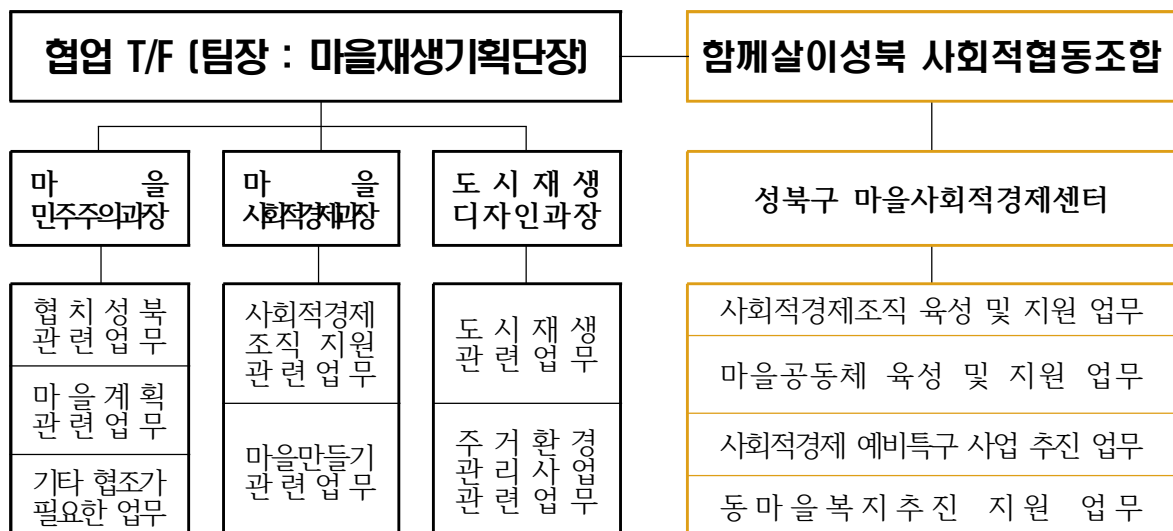 협업 T/F (팀장 : 마을재생기획단장)
함께살이성북 사회적협동조합
마 을
민주주의과장
마 을
사회적경제과장
도시재생
디자인과장
성북구 마을사회적경제센터
협치성북
관련업무
마을계획
관련업무
기타 협조가
필요한 업무
사회적경제
조직 지원
관련업무
마을만들기
관련업무
도시재생
관련업무
주거환경
관리사업
관련업무
사회적경제조직 육성 및 지원 업무
마을공동체 육성 및 지원 업무
사회적경제 예비특구 사업 추진 업무
동마을복지추진 지원 업무